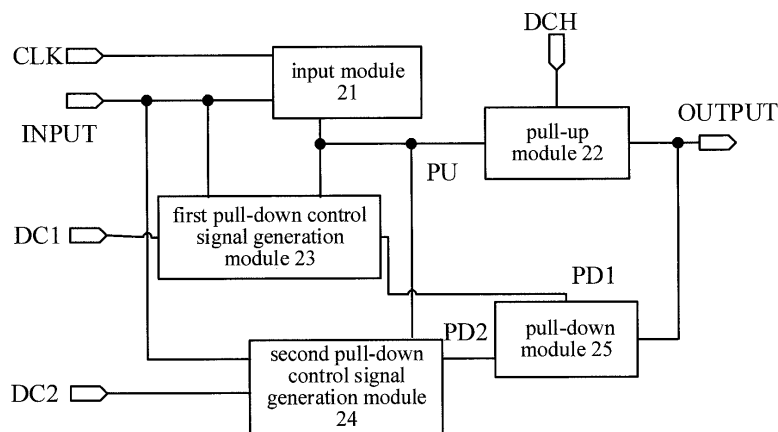 DCH
CLK
input module
21
INPUT
OUTPUT
pull-up
module 22
PU
first pull-down control
signal generation
module 23
DC1
PD1
PD2
pull-down
module 25
second pull-down
control signal
generation module
24
DC2